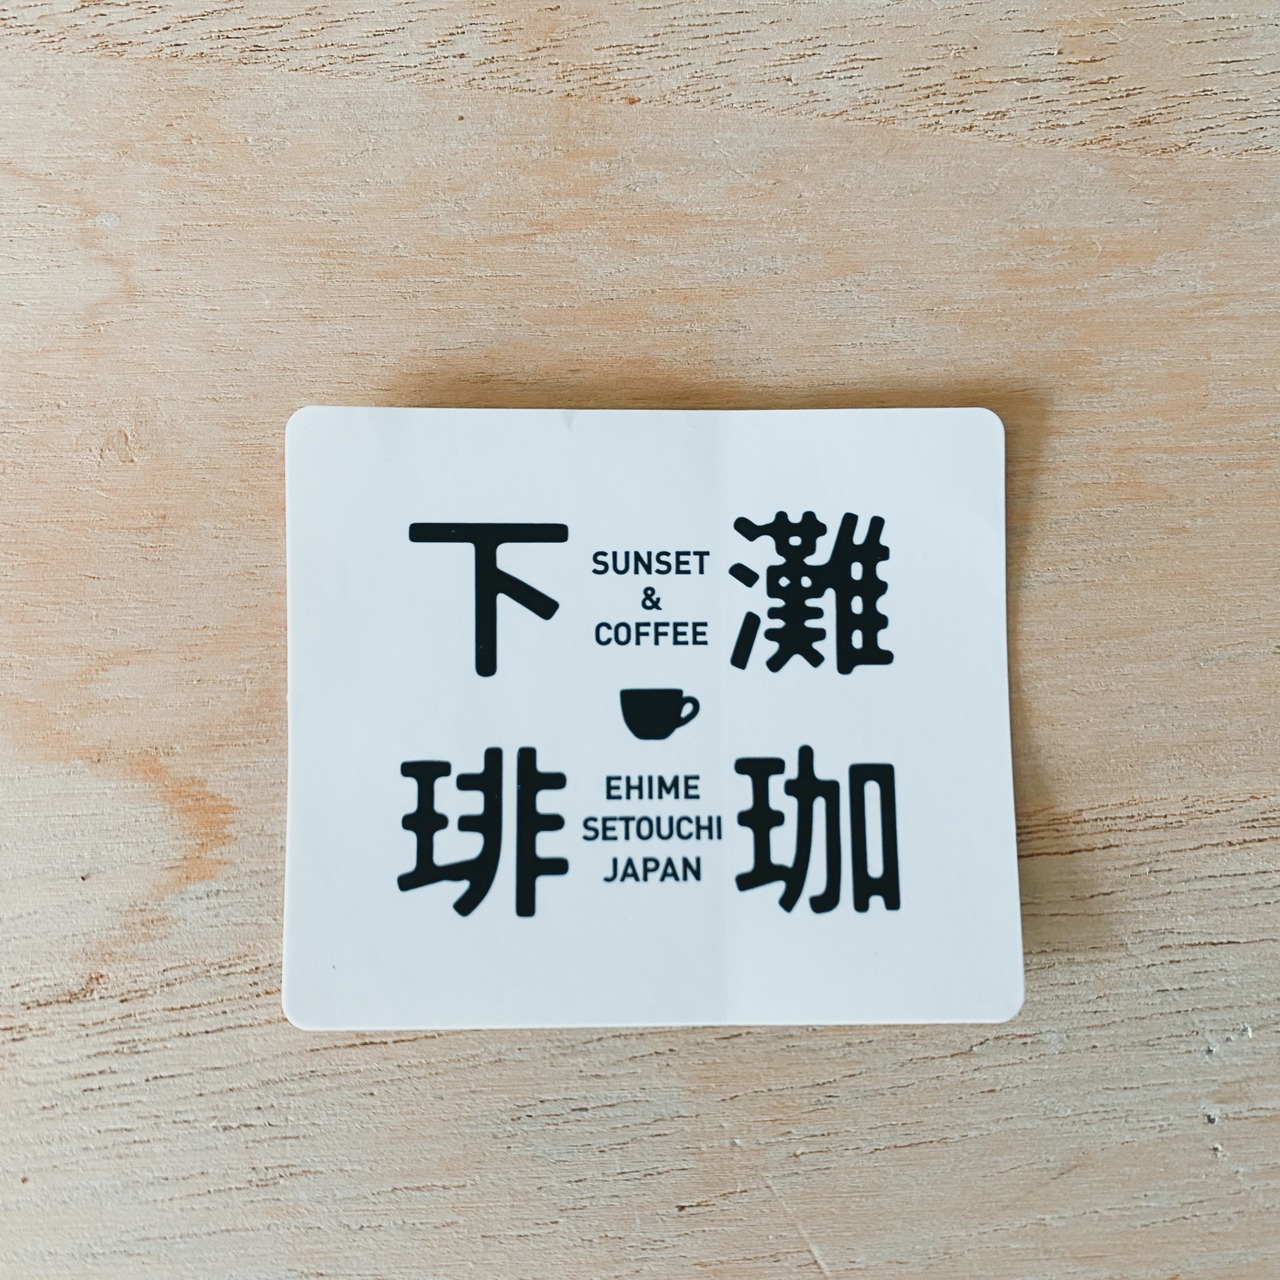 下灘
珈琲
SUNSET
&
COFFEE
EHIME
SETOUCHI
JAPAN